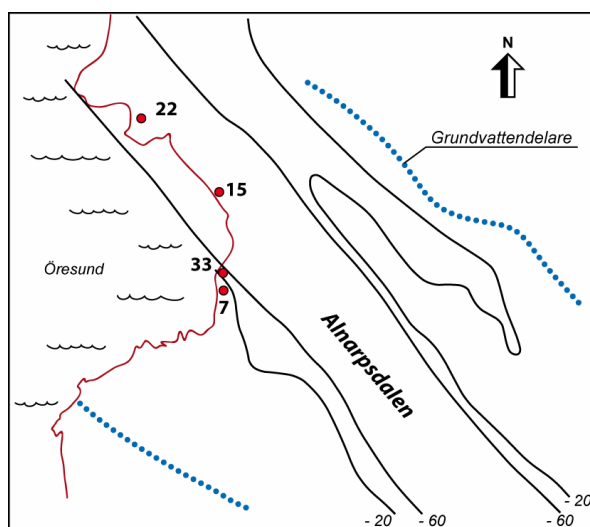 N
22
Grundvattendelare
15
33
Öresund
7
Alnarpsdalen
- 20
- 20 - 60
- 60